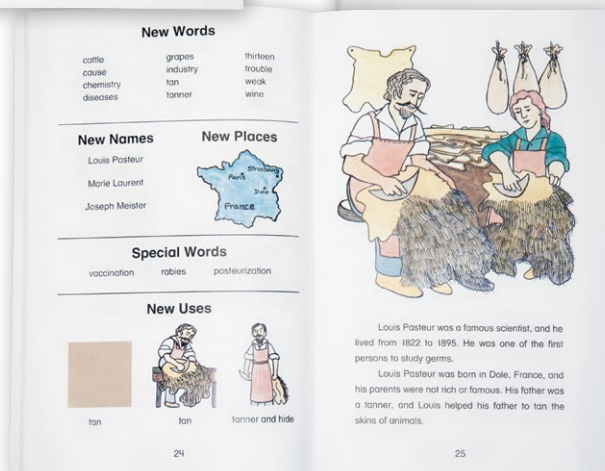 New Words
cattle grapes thirteen
cause industry trouble
chemistry tan weak
diseases tanner wine
New Names
Louis Pasteur
Marie Laurent
Joseph Meister
New Places
Strasbourg
Paris
Dole
France
Special Words
vaccination rabies pasteurization
New Uses
tan tan tanner and hide
24
Louis Pasteur was a famous scientist, and he
lived from 1822 to 1895. He was one of the first
persons to study germs.
Louis Pasteur was born in Dole, France, and
his parents were not rich or famous. His father was
a tanner, and Louis helped his father to tan the
skins of animals.
25